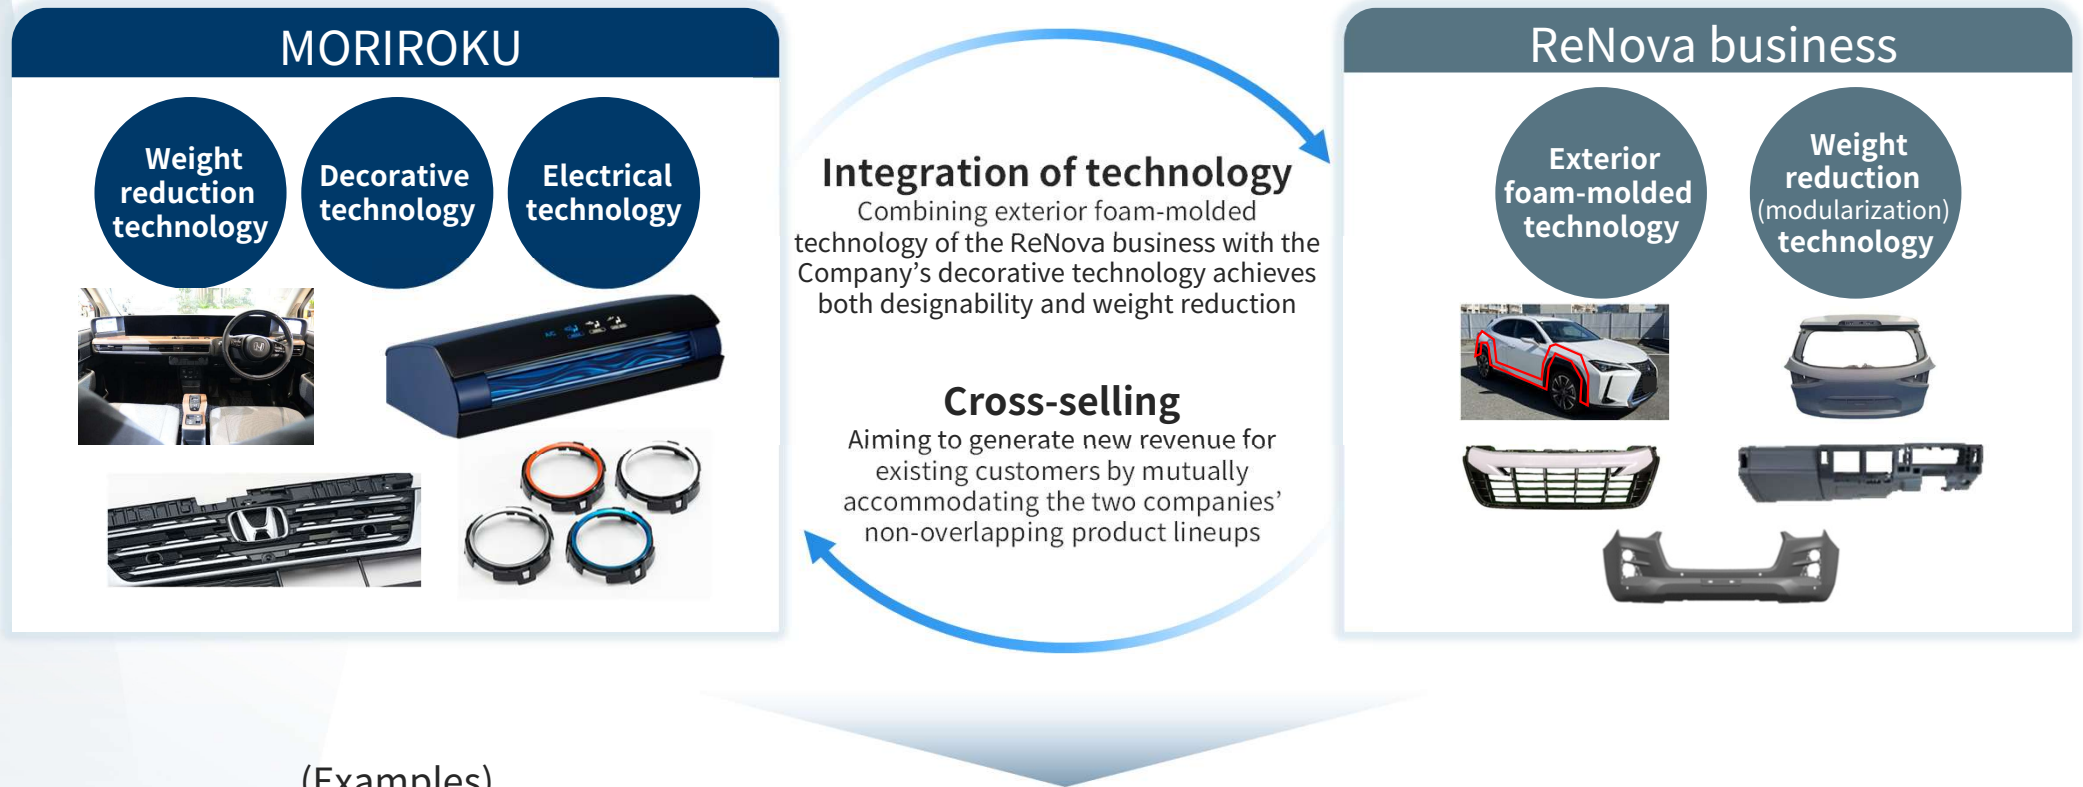 MORIROKU
Weight
reduction
technology
Decorative
technology
Electrical
technology
Integration of technology
Combining exterior foam-molded
technology of the ReNova business with the
Company’s decorative technology achieves
both designability and weight reduction
Cross-selling
Aiming to generate new revenue for
existing customers by mutually
accommodating the two companies’
non-overlapping product lineups
ReNova business
Exterior
foam-molded
technology
Weight
reduction
(modularization)
technology
(Examples)